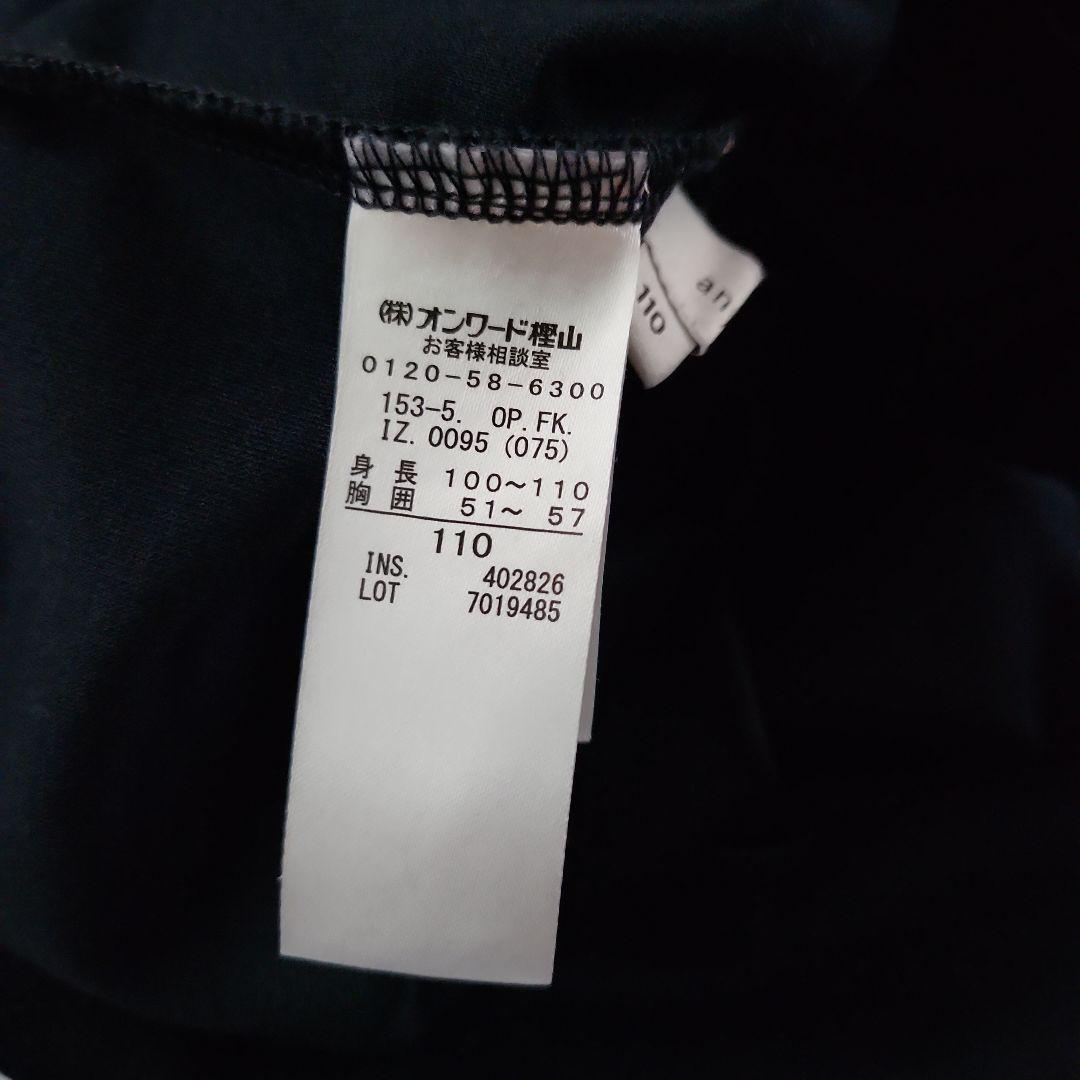 (株)オンワード樫山
お客様相談室
0120-58-6300
153-5. OP.FK.
IZ. 0095 (075)
身長 100～110
胸囲 51～ 57
110
INS. 402826
LOT 7019485
an
110